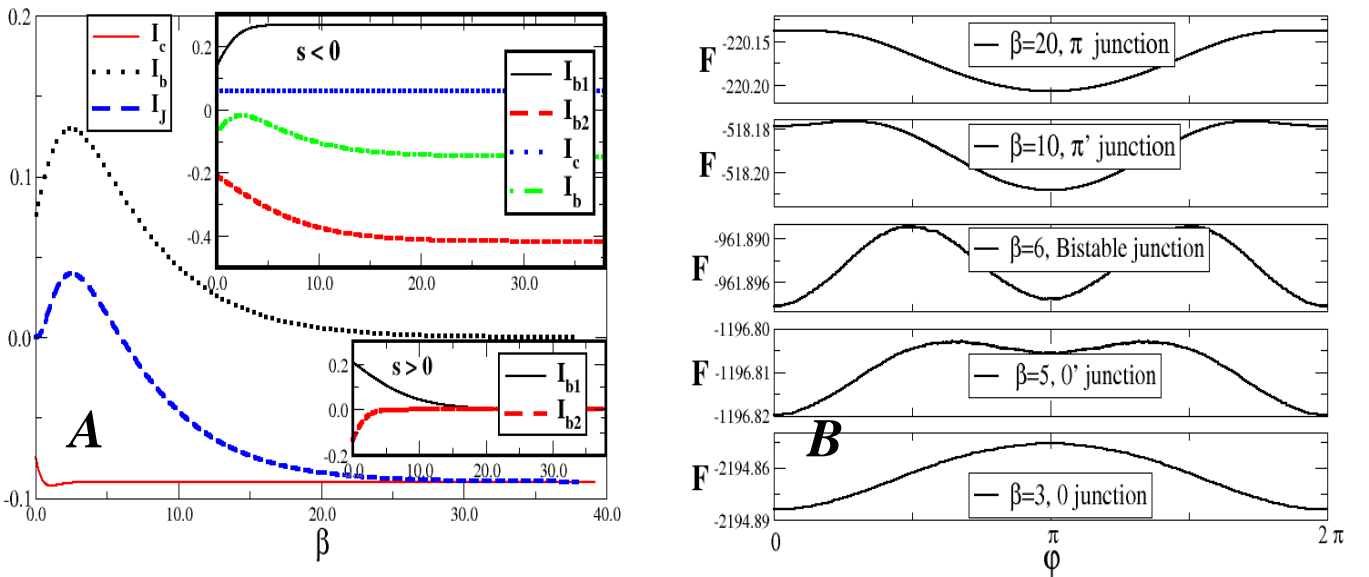 0.2
0.1
0.0
-0.1
0.0
10.0
20.0
30.0
40.0
β
A
I_c
I_b
I_J
0.2
0
-0.2
-0.4
0.0
10.0
20.0
30.0
s < 0
I_b1
I_b2
I_c
I_b
0.2
0.0
-0.2
0.0
10.0
20.0
30.0
s > 0
I_b1
I_b2
F
-220.15
-220.20
β=20, π junction
F
-518.18
-518.20
β=10, π’ junction
F
-961.890
-961.896
β=6, Bistable junction
F
-1196.80
-1196.81
-1196.82
β=5, 0’ junction
B
F
-2194.86
-2194.89
β=3, 0 junction
0
π
2 π
φ